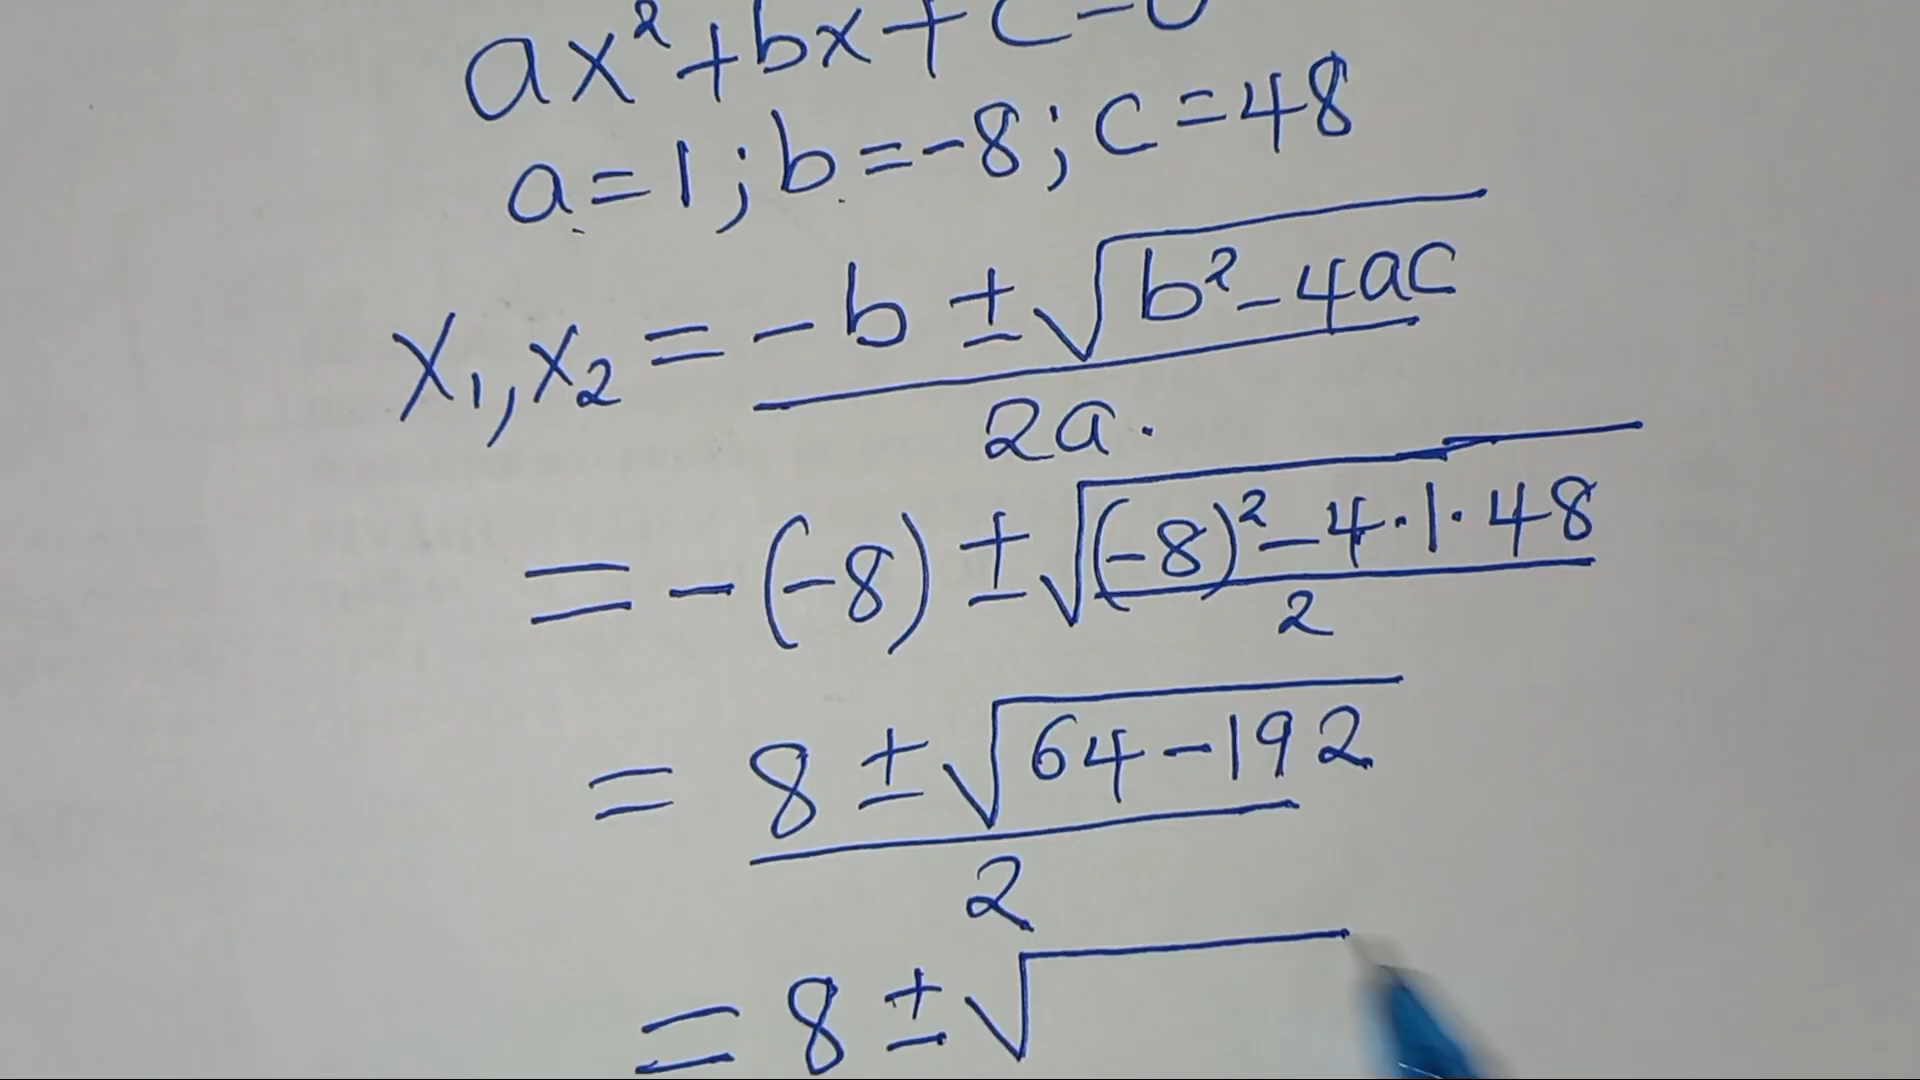 ax²+bx+c=0
a=1; b=-8; c=48
x₁,x₂ = -b ± √b²-4ac
2a.
= -(-8) ± √(-8)²-4·1·48
2
= 8 ± √64-192
2
= 8 ± √